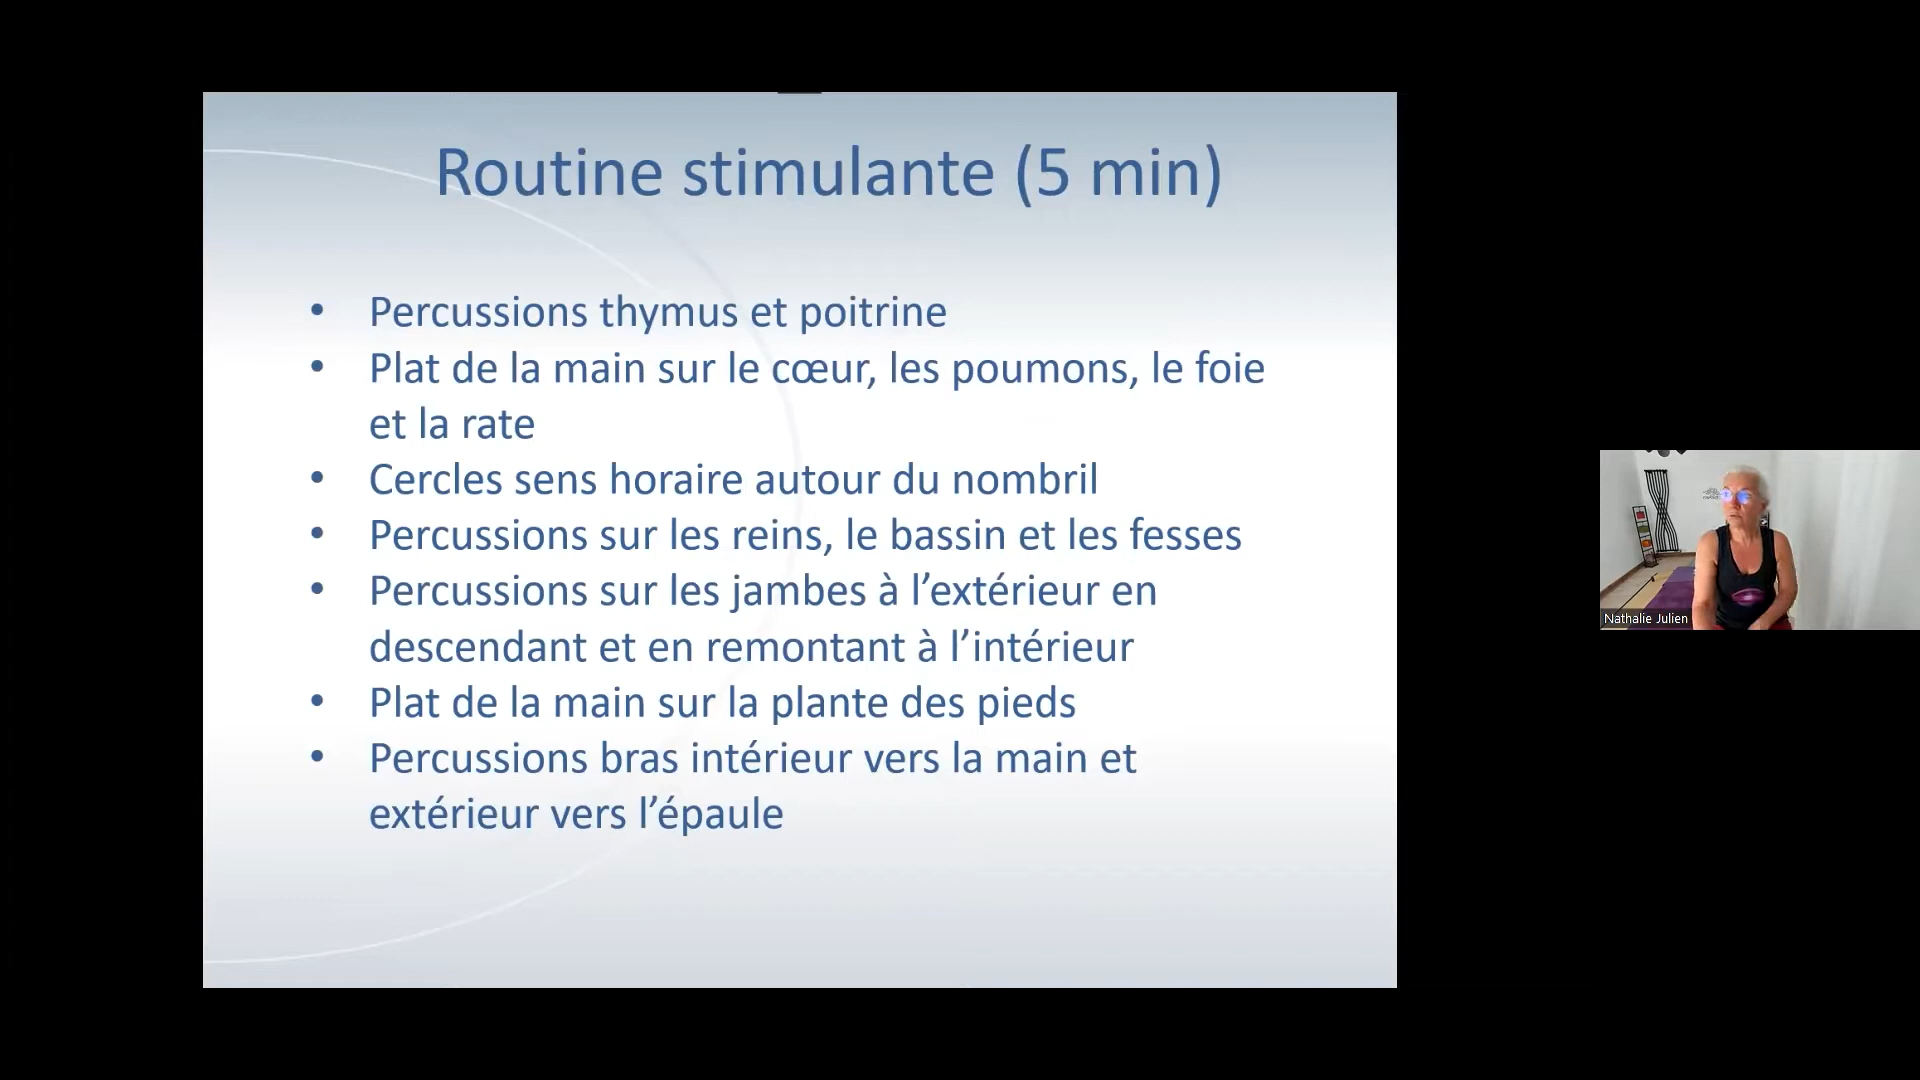 Routine stimulante (5 min)
• Percussions thymus et poitrine
• Plat de la main sur le cœur, les poumons, le foie
et la rate
• Cercles sens horaire autour du nombril
• Percussions sur les reins, le bassin et les fesses
• Percussions sur les jambes à l’extérieur en
descendant et en remontant à l’intérieur
• Plat de la main sur la plante des pieds
• Percussions bras intérieur vers la main et
extérieur vers l’épaule
Nathalie Julien